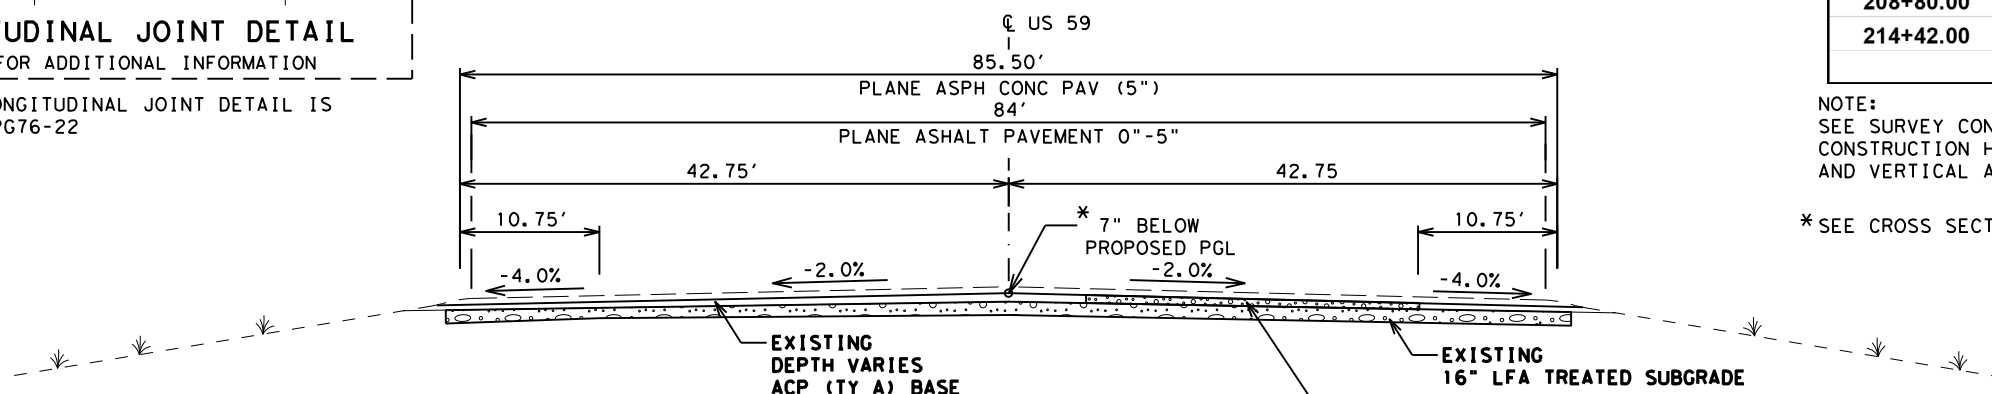 UDINAL JOINT DETAIL
FOR ADDITIONAL INFORMATION
NGITUDINAL JOINT DETAIL IS
PG76-22
℄ US 59
85.50'
PLANE ASPH CONC PAV (5")
84'
PLANE ASHALT PAVEMENT 0"-5"
42.75'
42.75
10.75'
10.75'
* 7" BELOW
PROPOSED PGL
-4.0%
-2.0%
-2.0%
-4.0%
EXISTING
DEPTH VARIES
ACP (TY A) BASE
EXISTING
16" LFA TREATED SUBGRADE
208+80.00
214+42.00
NOTE:
SEE SURVEY CON
CONSTRUCTION H
AND VERTICAL A
* SEE CROSS SECT